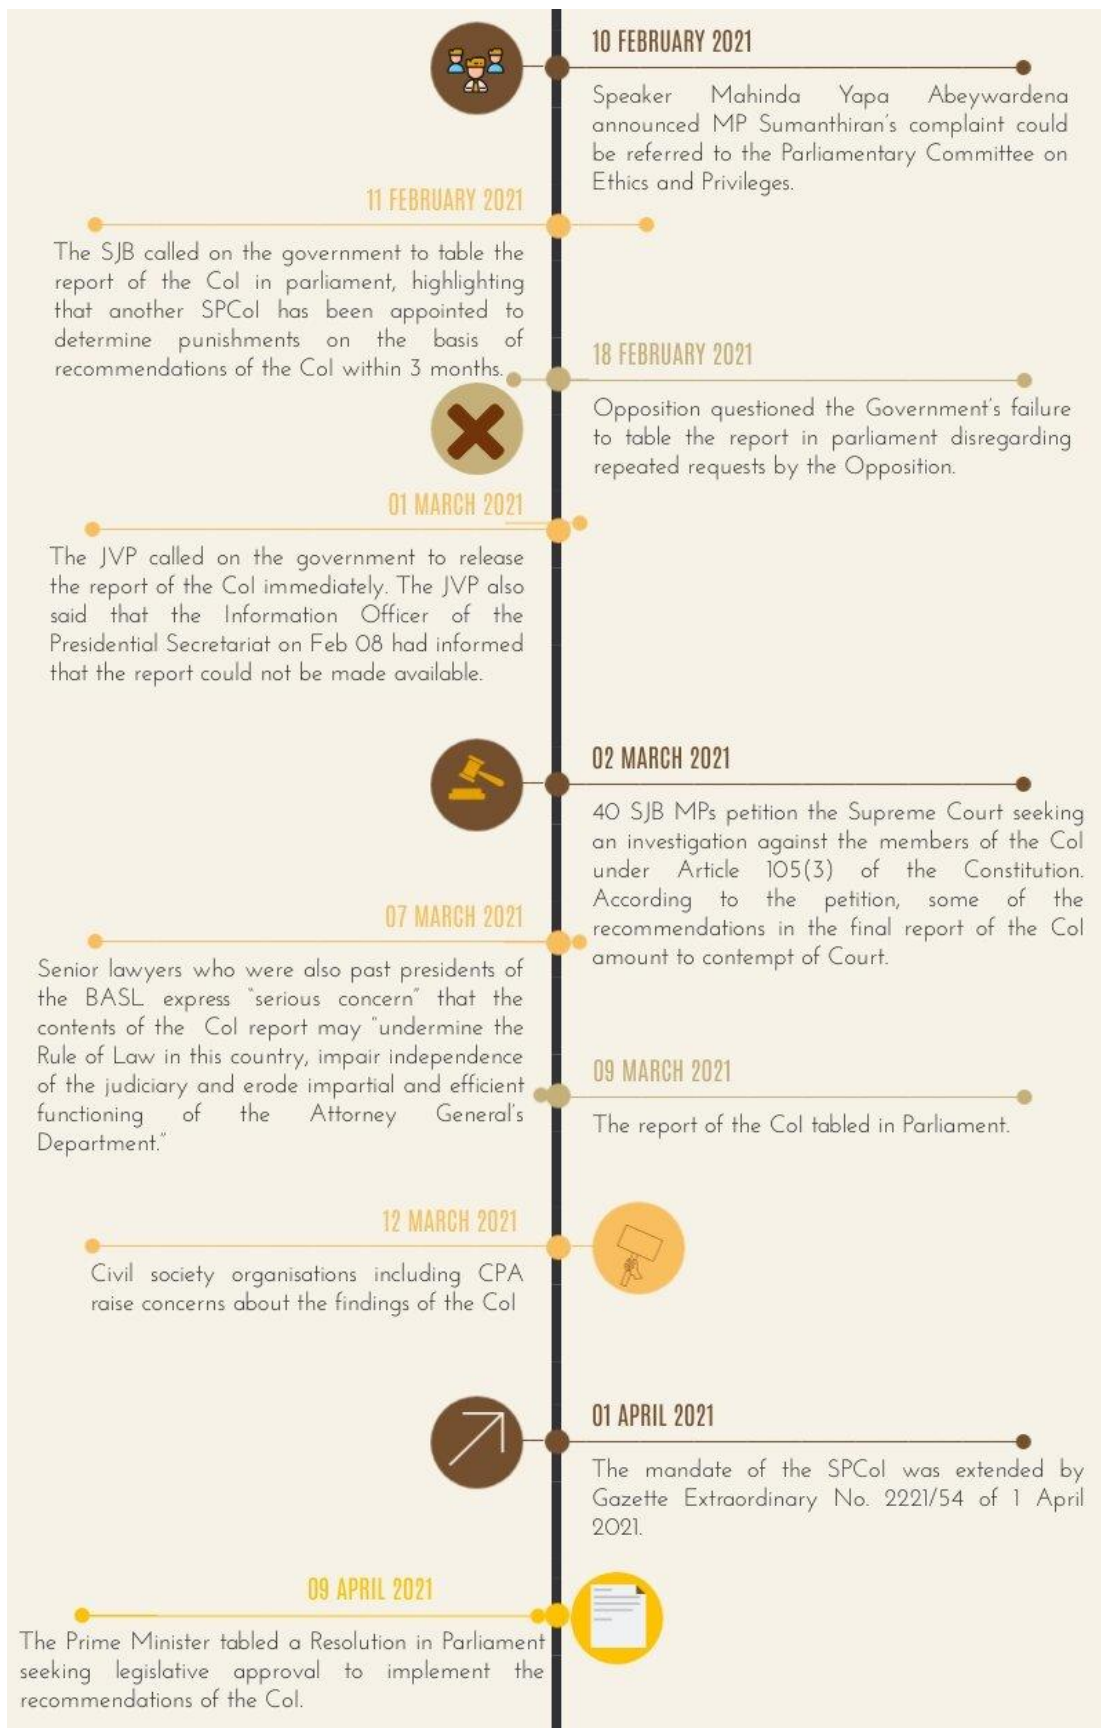 10 FEBRUARY 2021
Speaker Mahinda Yapa Abeywardena
announced MP Sumanthiran's complaint could
be referred to the Parliamentary Committee on
Ethics and Privileges.
11 FEBRUARY 2021
The SJB called on the government to table the
report of the CoI in parliament, highlighting
that another SPCoI has been appointed to
determine punishments on the basis of
recommendations of the CoI within 3 months.
18 FEBRUARY 2021
Opposition questioned the Government's failure
to table the report in parliament disregarding
repeated requests by the Opposition.
01 MARCH 2021
The JVP called on the government to release
the report of the CoI immediately. The JVP also
said that the Information Officer of the
Presidential Secretariat on Feb 08 had informed
that the report could not be made available.
02 MARCH 2021
40 SJB MPs petition the Supreme Court seeking
an investigation against the members of the CoI
under Article 105(3) of the Constitution.
According to the petition, some of the
recommendations in the final report of the CoI
amount to contempt of Court.
07 MARCH 2021
Senior lawyers who were also past presidents of
the BASL express "serious concern" that the
contents of the CoI report may "undermine the
Rule of Law in this country, impair independence
of the judiciary and erode impartial and efficient
functioning of the Attorney General's
Department."
09 MARCH 2021
The report of the CoI tabled in Parliament.
12 MARCH 2021
Civil society organisations including CPA
raise concerns about the findings of the CoI
01 APRIL 2021
The mandate of the SPCoI was extended by
Gazette Extraordinary No. 2221/54 of 1 April
2021.
09 APRIL 2021
The Prime Minister tabled a Resolution in Parliament
seeking legislative approval to implement the
recommendations of the CoI.